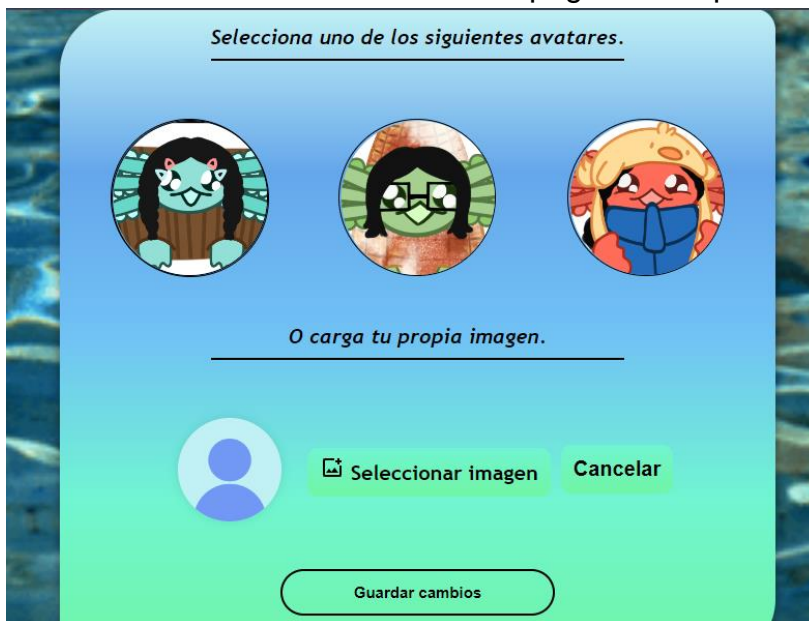 Selecciona uno de los siguientes avatares.
O carga tu propia imagen.
Seleccionar imagen
Cancelar
Guardar cambios